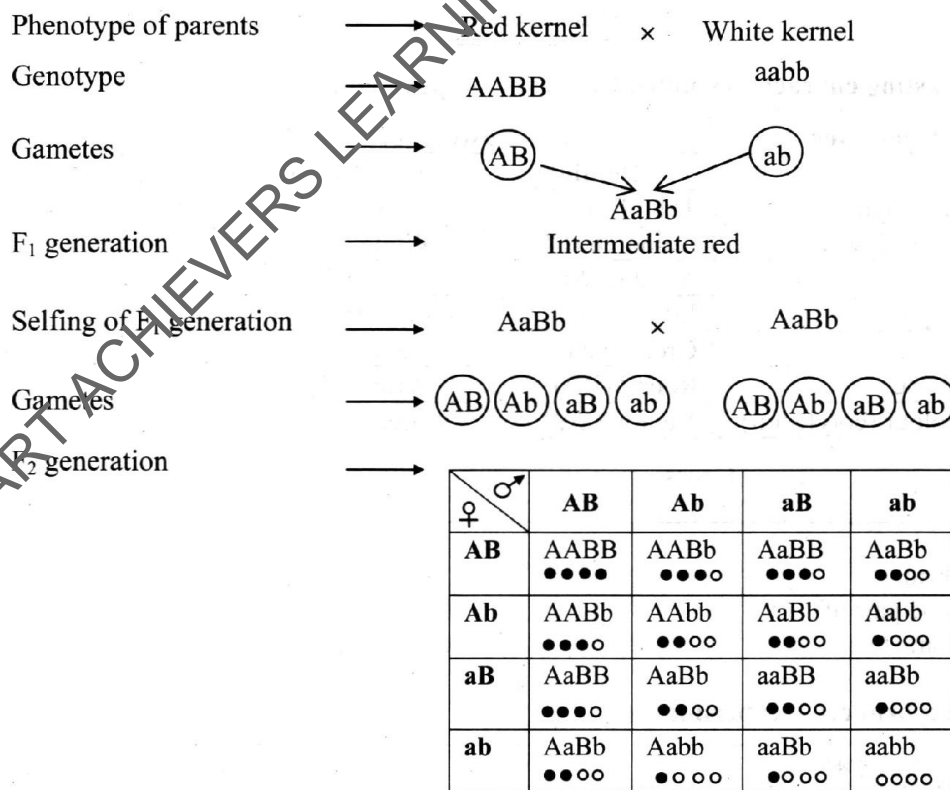 Phenotype of parents → Red kernel × White kernel
Genotype → AABB aabb
Gametes → AB ab
AaBb
F₁ generation → Intermediate red
Selfing of F₁ generation → AaBb × AaBb
Gametes → AB Ab aB ab AB Ab aB ab
F₂ generation →
♀ ♂ AB Ab aB ab
AB AABB AABb AaBB AaBb
●●●● ●●●○ ●●●○ ●●○○
Ab AABb AAbb AaBb Aabb
●●●○ ●●○○ ●●○○ ●○○○
aB AaBB AaBb aaBB aaBb
●●●○ ●●○○ ●●○○ ●○○○
ab AaBb Aabb aaBb aabb
●●○○ ●○○○ ●○○○ ○○○○
ART ACHIEVERS LEARNIN